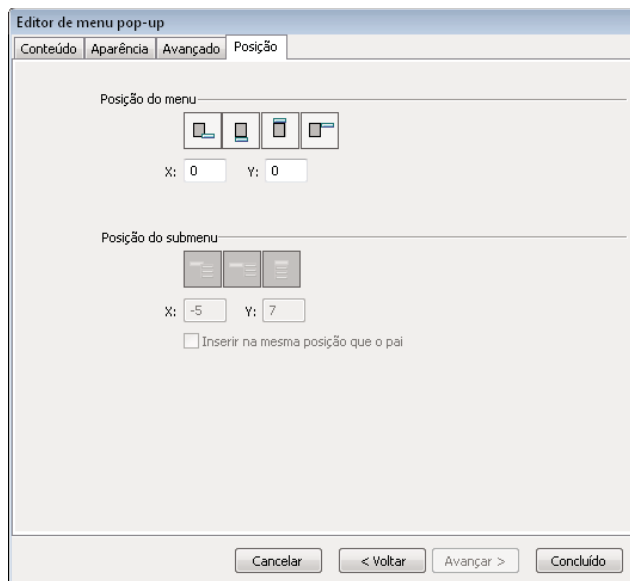 Editor de menu pop-up
Conteúdo Aparência Avançado Posição
Posição do menu
X: 0 Y: 0
Posição do submenu
X: -5 Y: 7
Inserir na mesma posição que o pai
Cancelar < Voltar Avançar > Concluído